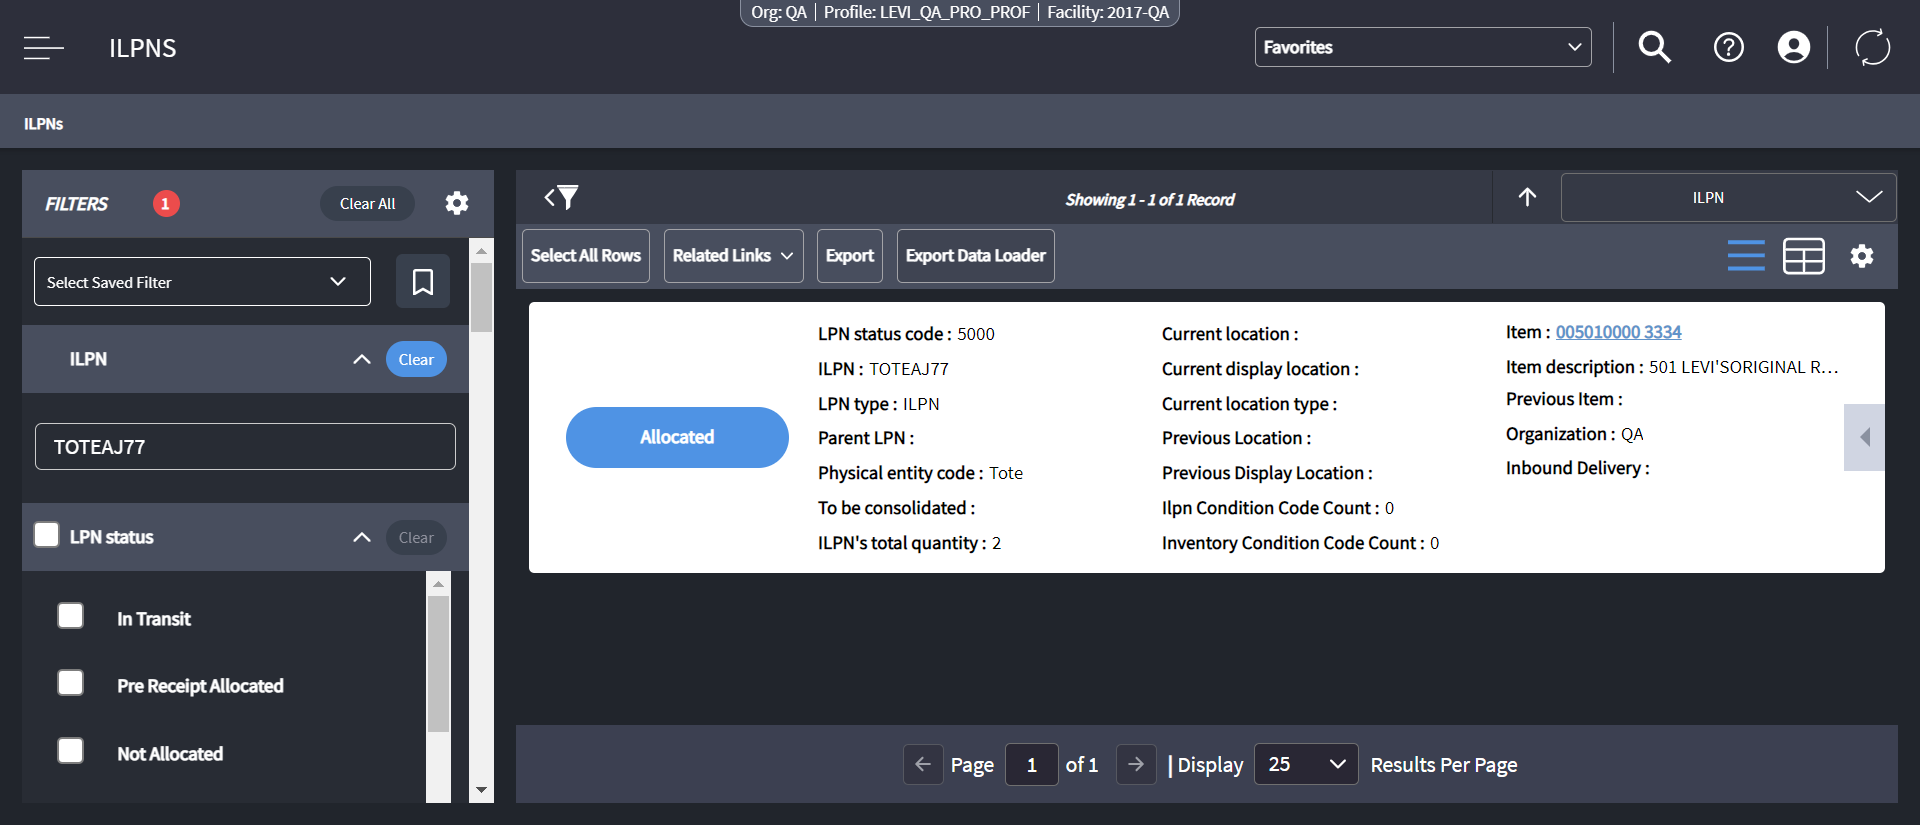 Org: QA | Profile: LEVI_QA_PRO_PROF | Facility: 2017-QA
ILPNS
Favorites
ILPNs
FILTERS 1 Clear All
Select Saved Filter
ILPN Clear
TOTEAJ77
LPN status Clear
In Transit
Pre Receipt Allocated
Not Allocated
Showing 1 - 1 of 1 Record
ILPN
Select All Rows Related Links Export Export Data Loader
Allocated
LPN status code : 5000
ILPN : TOTEAJ77
LPN type : ILPN
Parent LPN :
Physical entity code : Tote
To be consolidated :
ILPN's total quantity : 2
Current location :
Current display location :
Current location type :
Previous Location :
Previous Display Location :
Ilpn Condition Code Count : 0
Inventory Condition Code Count : 0
Item : 005010000 3334
Item description : 501 LEVI'SORIGINAL R...
Previous Item :
Organization : QA
Inbound Delivery :
Page 1 of 1 | Display 25 Results Per Page